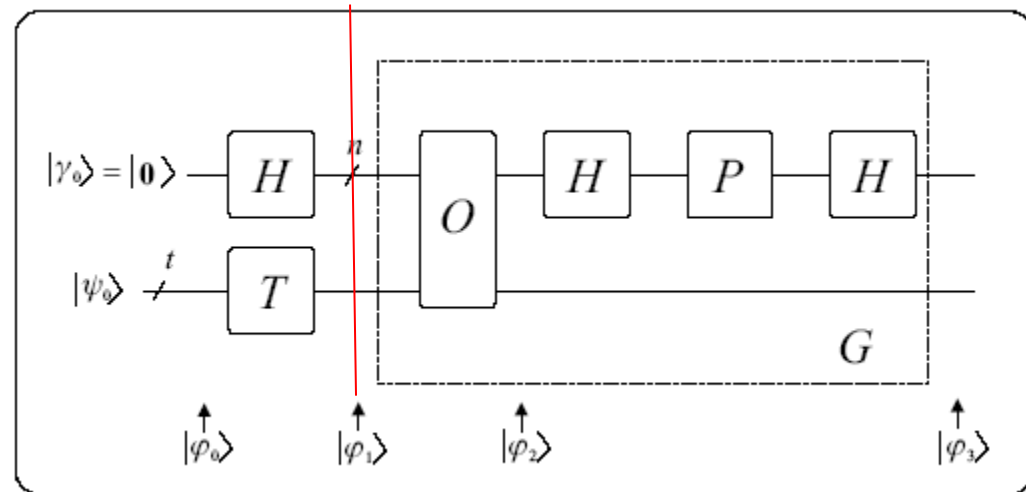 n
|γ₀⟩ = |0⟩ H O H P H
t
|ψ₀⟩ T
G
|φ₀⟩ |φ₁⟩ |φ₂⟩ |φ₃⟩